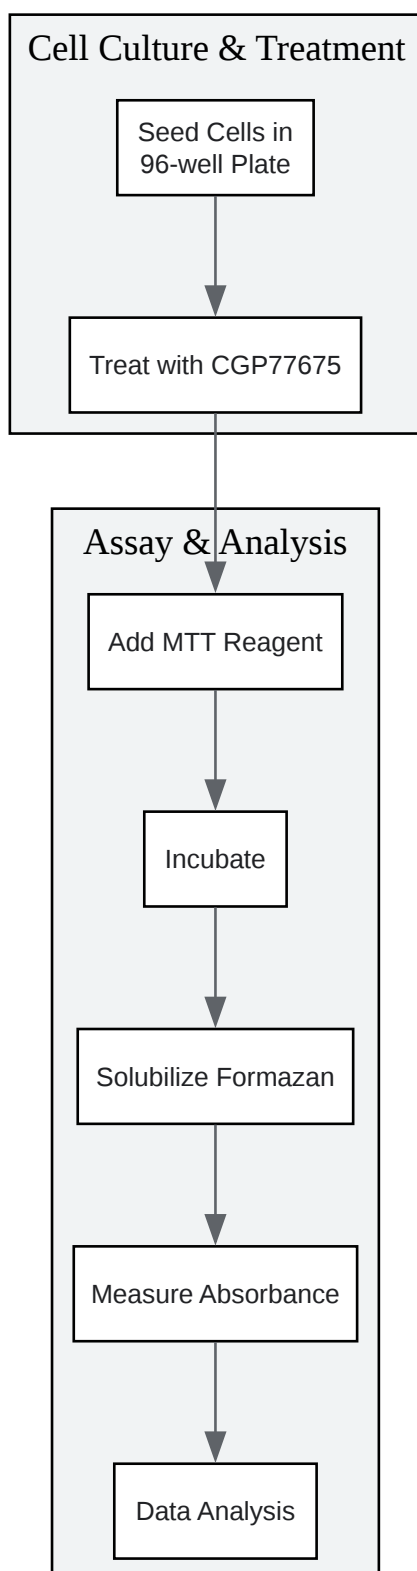 Cell Culture & Treatment
Seed Cells in
96-well Plate
Treat with CGP77675
Assay & Analysis
Add MTT Reagent
Incubate
Solubilize Formazan
Measure Absorbance
Data Analysis